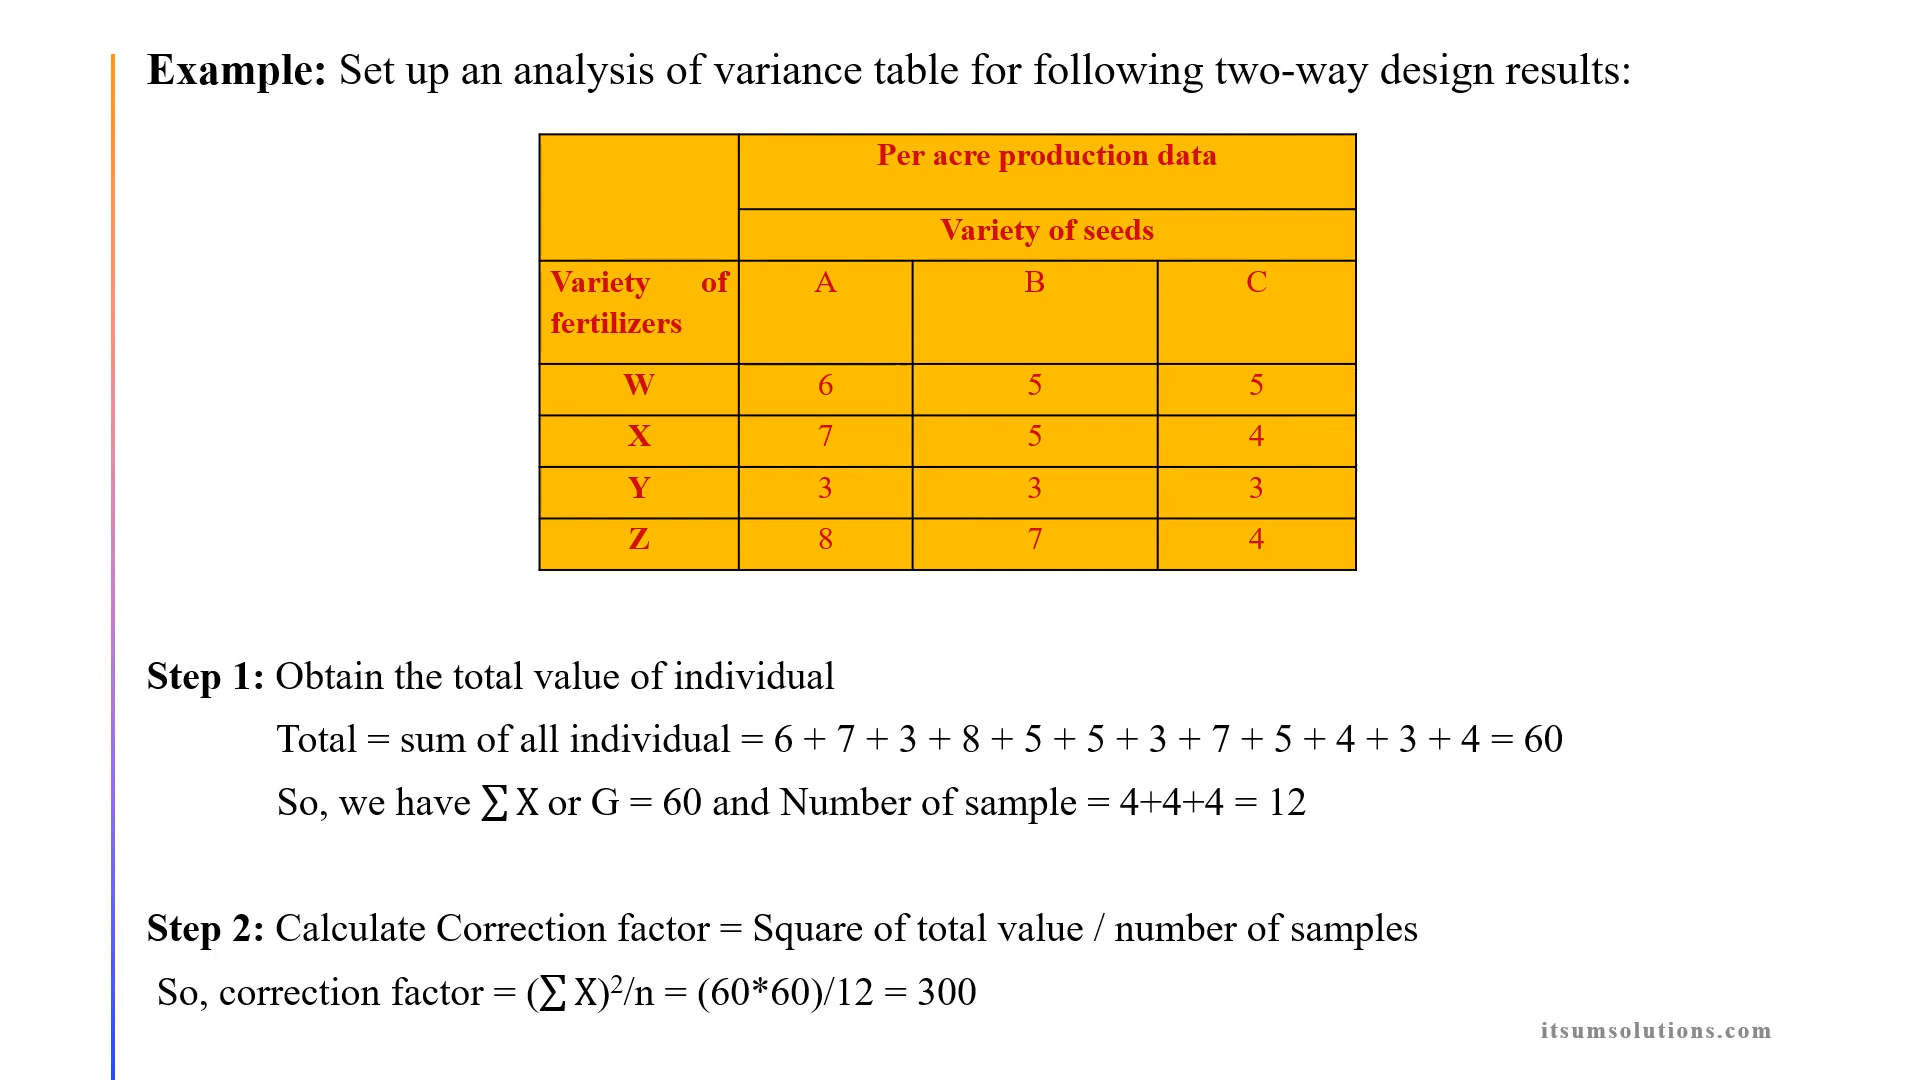 Example: Set up an analysis of variance table for following two-way design results:
Per acre production data
Variety of seeds
Variety of
fertilizers
A B C
W 6 5 5
X 7 5 4
Y 3 3 3
Z 8 7 4
Step 1: Obtain the total value of individual
Total = sum of all individual = 6 + 7 + 3 + 8 + 5 + 5 + 3 + 7 + 5 + 4 + 3 + 4 = 60
So, we have ∑ X or G = 60 and Number of sample = 4+4+4 = 12
Step 2: Calculate Correction factor = Square of total value / number of samples
So, correction factor = (∑ X)²/n = (60*60)/12 = 300
itsumsolutions.com